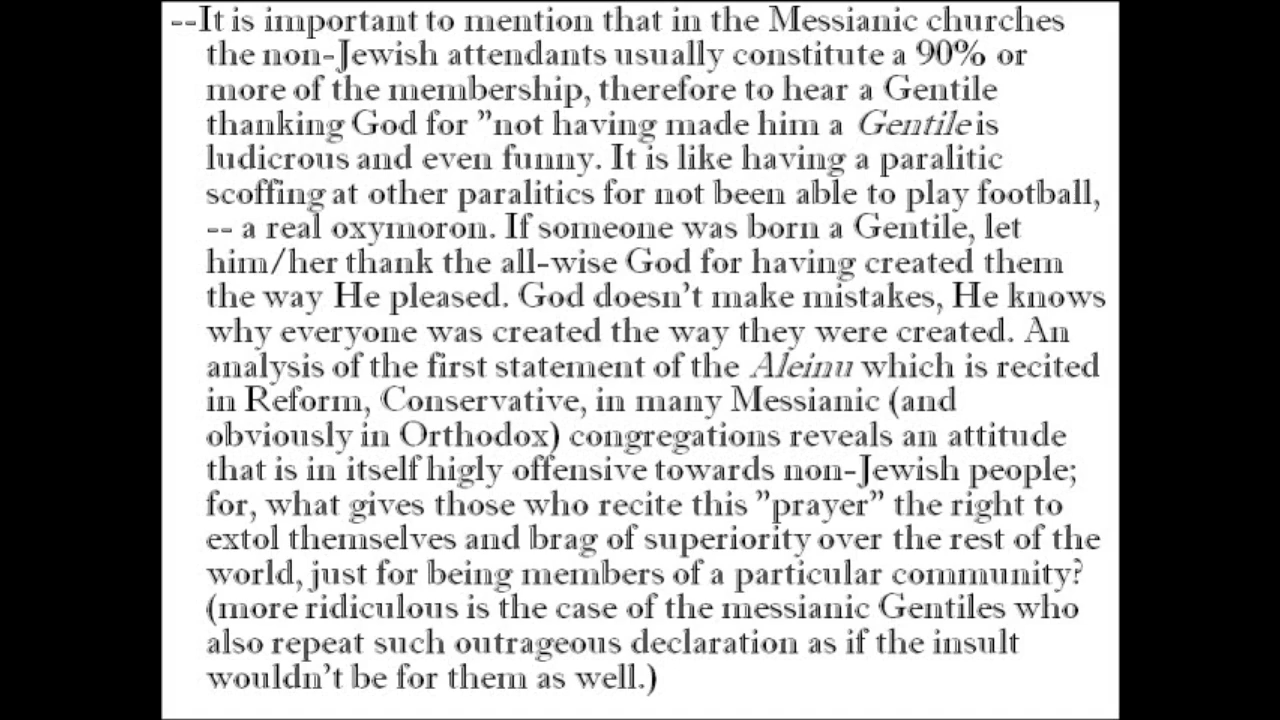 --It is important to mention that in the Messianic churches
the non-Jewish attendants usually constitute a 90% or
more of the membership, therefore to hear a Gentile
thanking God for ”not having made him a Gentile is
ludicrous and even funny. It is like having a paralitic
scoffing at other paralitics for not been able to play football,
-- a real oxymoron. If someone was born a Gentile, let
him/her thank the all-wise God for having created them
the way He pleased. God doesn’t make mistakes, He knows
why everyone was created the way they were created. An
analysis of the first statement of the Aleinu which is recited
in Reform, Conservative, in many Messianic (and
obviously in Orthodox) congregations reveals an attitude
that is in itself higly offensive towards non-Jewish people;
for, what gives those who recite this ”prayer” the right to
extol themselves and brag of superiority over the rest of the
world, just for being members of a particular community?
(more ridiculous is the case of the messianic Gentiles who
also repeat such outrageous declaration as if the insult
wouldn’t be for them as well.)